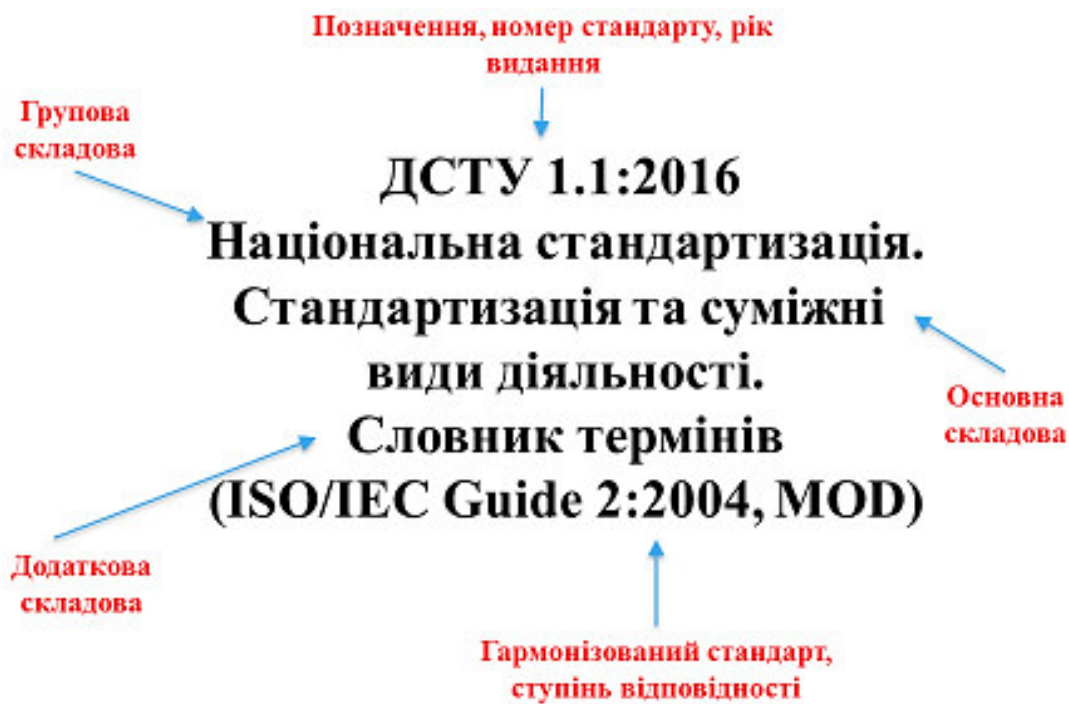 Позначення, номер стандарту, рік
видання
Групова
складова
ДСТУ 1.1:2016
Національна стандартизація.
Стандартизація та суміжні
види діяльності.
Основна
складова
Словник термінів
(ISO/IEC Guide 2:2004, MOD)
Додаткова
складова
Гармонізований стандарт,
ступінь відповідності